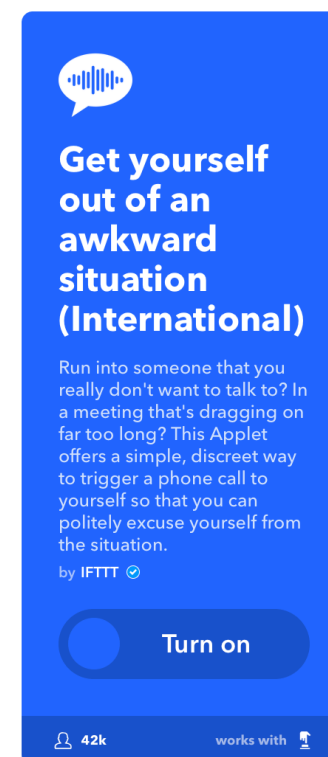 Get yourself
out of an
awkward
situation
(International)
Run into someone that you
really don't want to talk to? In
a meeting that's dragging on
far too long? This Applet
offers a simple, discreet way
to trigger a phone call to
yourself so that you can
politely excuse yourself from
the situation.
by IFTTT
Turn on
42k works with